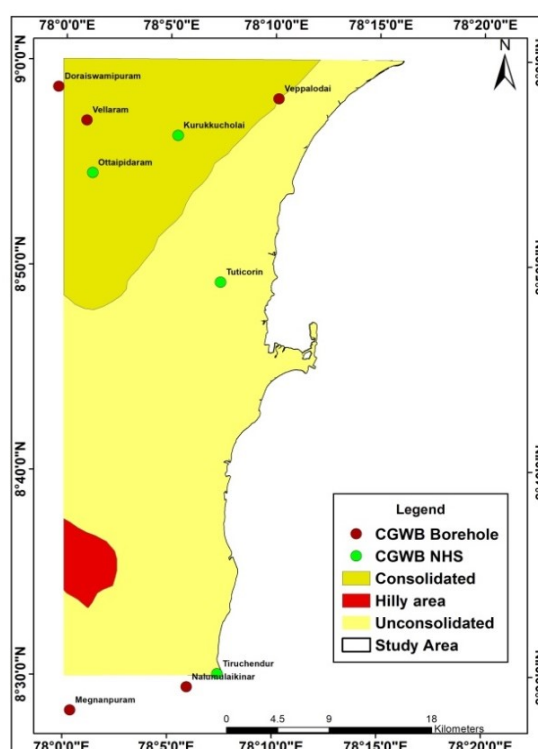 78°0'0"E 78°5'0"E 78°10'0"E 78°15'0"E 78°20'0"E
N
9°0'0"N
Doraiswamipuram
Veppalodai
Vellaram
Kurukkucholai
Ottaipidaram
8°50'0"N
Tuticorin
8°40'0"N
Legend
CGWB Borehole
CGWB NHS
Consolidated
Hilly area
Unconsolidated
Study Area
8°30'0"N
Tiruchendur
Nalumulaikinar
Megnanpuram
0 4.5 9 18
Kilometers
78°0'0"E 78°5'0"E 78°10'0"E 78°15'0"E 78°20'0"E